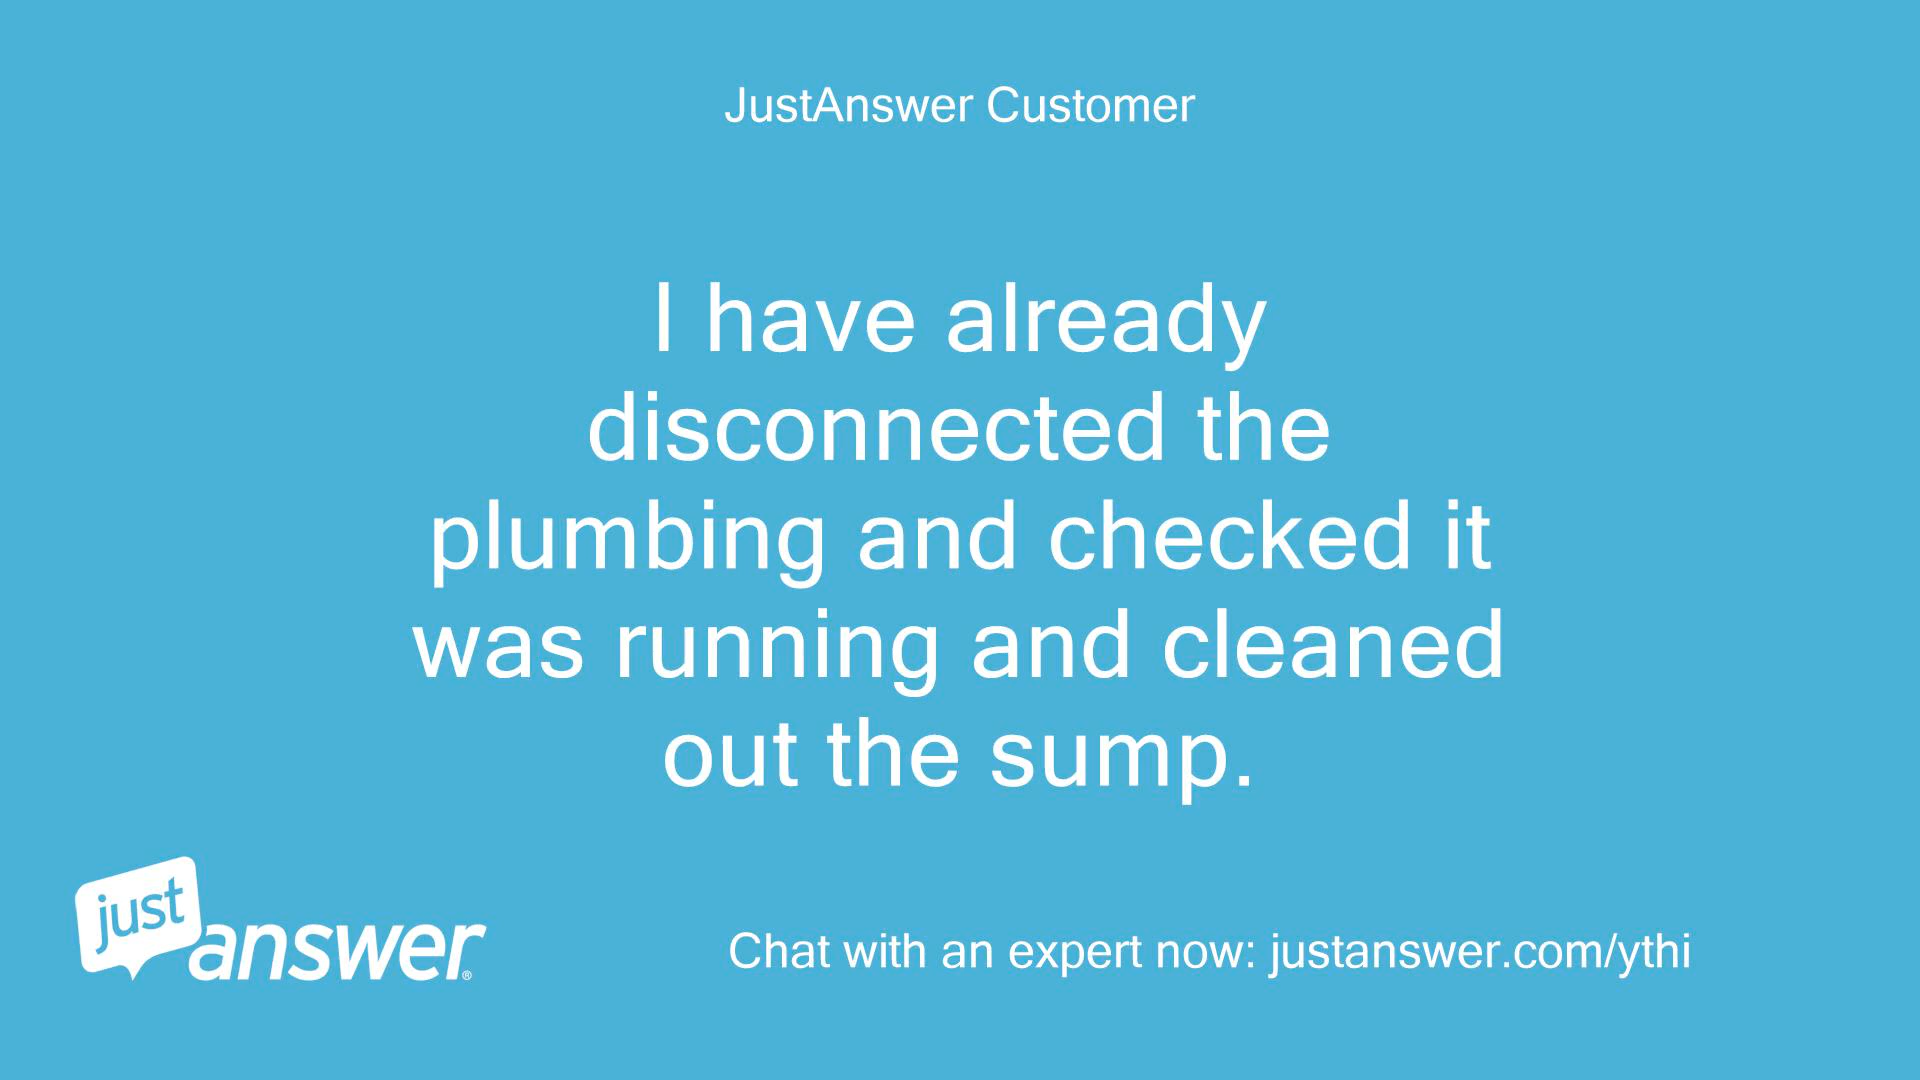 JustAnswer Customer
I have already
disconnected the
plumbing and checked it
was running and cleaned
out the sump.
just
answer®
Chat with an expert now: justanswer.com/ythi